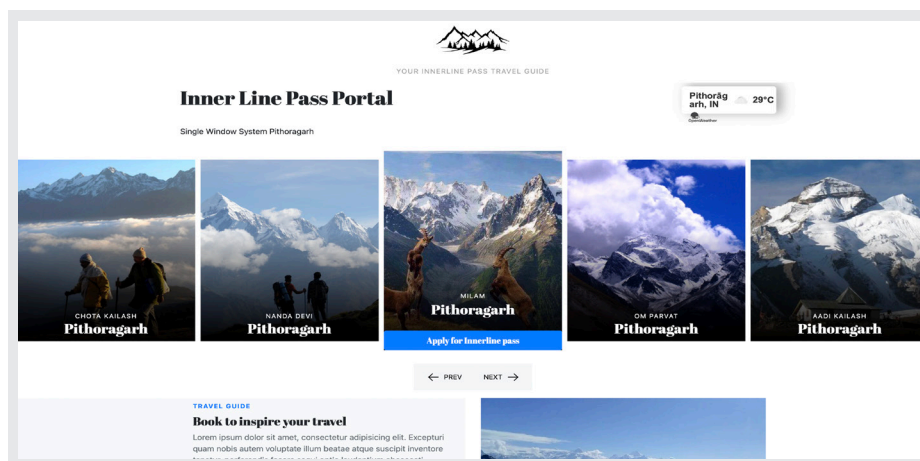 YOUR INNERLINE PASS TRAVEL GUIDE
Inner Line Pass Portal
Pithorāg
arh, IN
29°C
OpenWeather
Single Window System Pithoragarh
CHOTA KAILASH
Pithoragarh
NANDA DEVI
Pithoragarh
MILAM
Pithoragarh
Apply for Innerline pass
OM PARVAT
Pithoragarh
AADI KAILASH
Pithoragarh
← PREV NEXT →
TRAVEL GUIDE
Book to inspire your travel
Lorem ipsum dolor sit amet, consectetur adipisicing elit. Excepturi
quam nobis autem voluptate illum beatae atque suscipit inventore